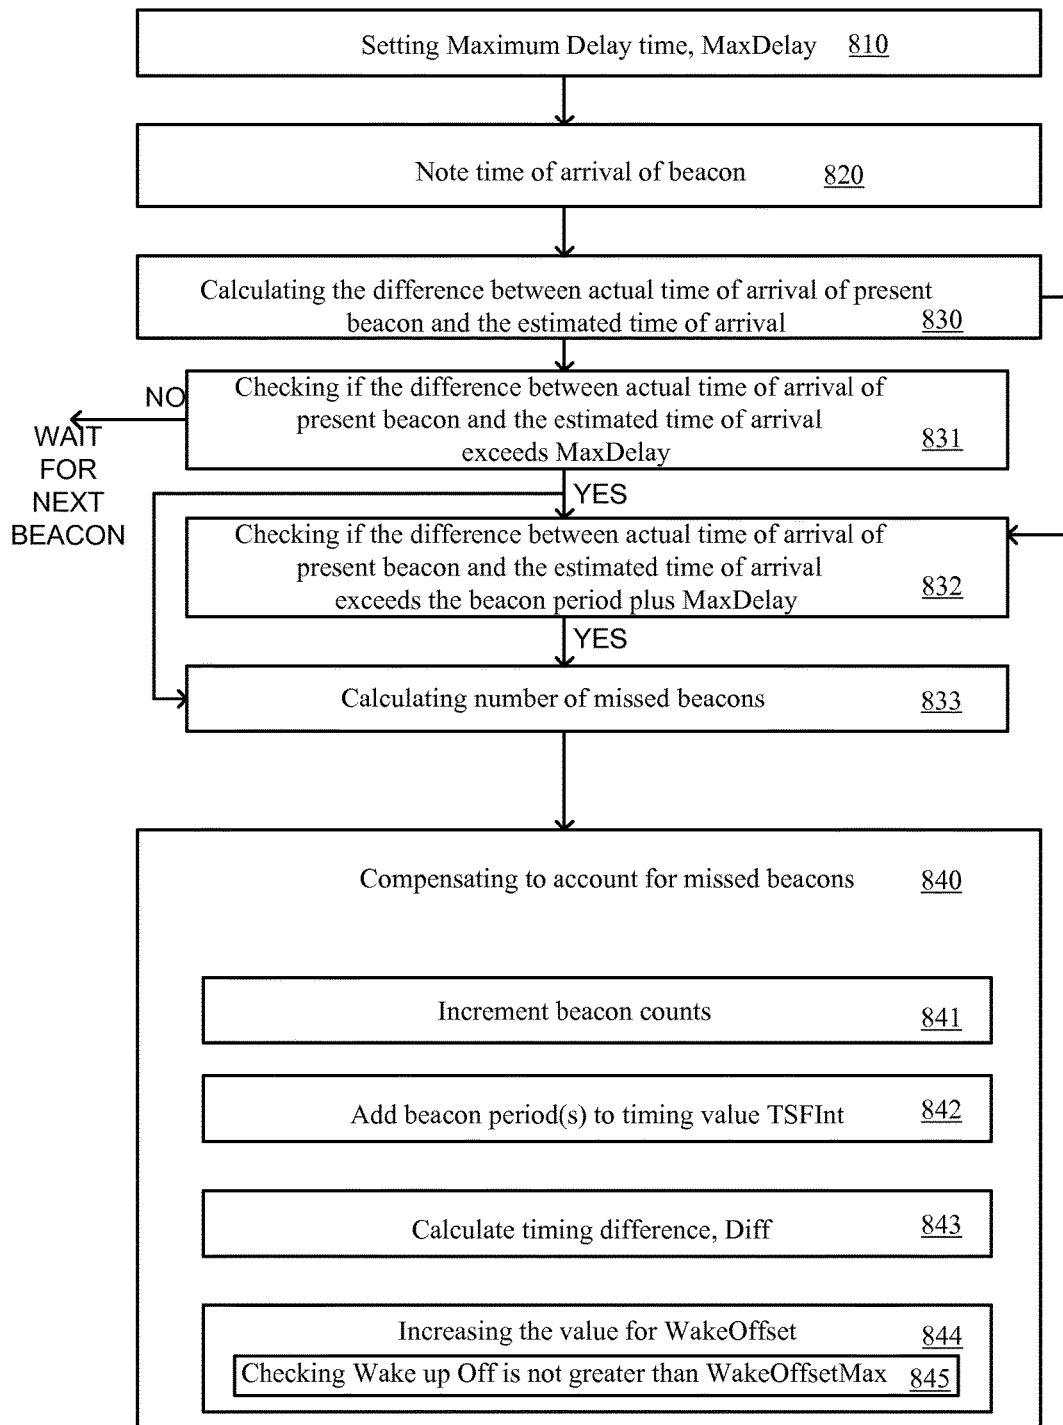 Setting Maximum Delay time, MaxDelay 810
Note time of arrival of beacon 820
Calculating the difference between actual time of arrival of present
beacon and the estimated time of arrival 830
NO
WAIT
FOR
NEXT
BEACON
Checking if the difference between actual time of arrival of
present beacon and the estimated time of arrival
exceeds MaxDelay 831
YES
Checking if the difference between actual time of arrival of
present beacon and the estimated time of arrival
exceeds the beacon period plus MaxDelay 832
YES
Calculating number of missed beacons 833
Compensating to account for missed beacons 840
Increment beacon counts 841
Add beacon period(s) to timing value TSFInt 842
Calculate timing difference, Diff 843
Increasing the value for WakeOffset 844
Checking Wake up Off is not greater than WakeOffsetMax 845